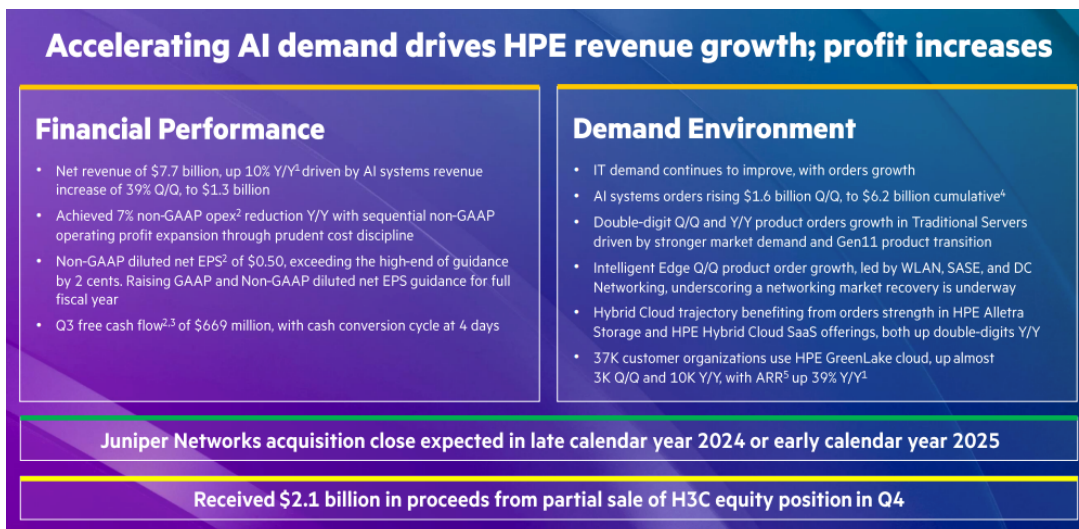 Accelerating AI demand drives HPE revenue growth; profit increases
Financial Performance
• Net revenue of $7.7 billion, up 10% Y/Y¹ driven by AI systems revenue
increase of 39% Q/Q, to $1.3 billion
• Achieved 7% non-GAAP opex² reduction Y/Y with sequential non-GAAP
operating profit expansion through prudent cost discipline
• Non-GAAP diluted net EPS² of $0.50, exceeding the high-end of guidance
by 2 cents. Raising GAAP and Non-GAAP diluted net EPS guidance for full
fiscal year
• Q3 free cash flow²,³ of $669 million, with cash conversion cycle at 4 days
Demand Environment
• IT demand continues to improve, with orders growth
• AI systems orders rising $1.6 billion Q/Q, to $6.2 billion cumulative⁴
• Double-digit Q/Q and Y/Y product orders growth in Traditional Servers
driven by stronger market demand and Gen11 product transition
• Intelligent Edge Q/Q product order growth, led by WLAN, SASE, and DC
Networking, underscoring a networking market recovery is underway
• Hybrid Cloud trajectory benefiting from orders strength in HPE Alletra
Storage and HPE Hybrid Cloud SaaS offerings, both up double-digits Y/Y
• 37K customer organizations use HPE GreenLake cloud, up almost
3K Q/Q and 10K Y/Y, with ARR⁵ up 39% Y/Y¹
Juniper Networks acquisition close expected in late calendar year 2024 or early calendar year 2025
Received $2.1 billion in proceeds from partial sale of H3C equity position in Q4